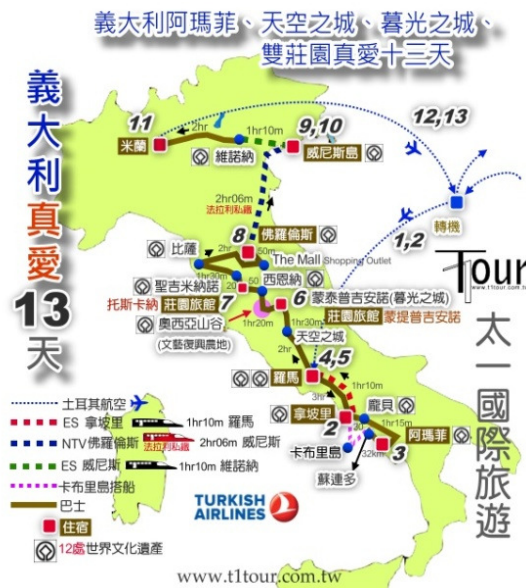 義大利阿瑪菲、天空之城、暮光之城、
雙莊園真愛十三天
義大利真愛13天
11
米蘭
2hr
維諾納
1hr10m
9,10
威尼斯島
12,13
轉機
1,2
2hr06m
法拉利私鐵
8
佛羅倫斯
比薩
2hr
50m
The Mall Shopping Outlet
1hr30m
西恩納
聖吉米納諾
20
60
托斯卡納
莊園旅館
7
6
蒙泰普吉安諾(暮光之城)
莊園旅館
蒙提普吉安諾
奧西亞山谷
(文藝復興農地)
1hr20m
1hr30m
天空之城
2hr
羅馬
4,5
1hr10m
3hr
龐貝
拿坡里
2
30
1hr15m
阿瑪菲
3
卡布里島
32km
蘇連多
Tour
www.t1tour.com.tw
太一國際旅遊
土耳其航空
ES 拿坡里 1hr10m 羅馬
NTV佛羅倫斯 法拉利私鐵 2hr06m 威尼斯
ES 威尼斯 1hr10m 維諾納
卡布里島搭船
巴士
住宿
12處世界文化遺產
TURKISH
AIRLINES
www.t1tour.com.tw